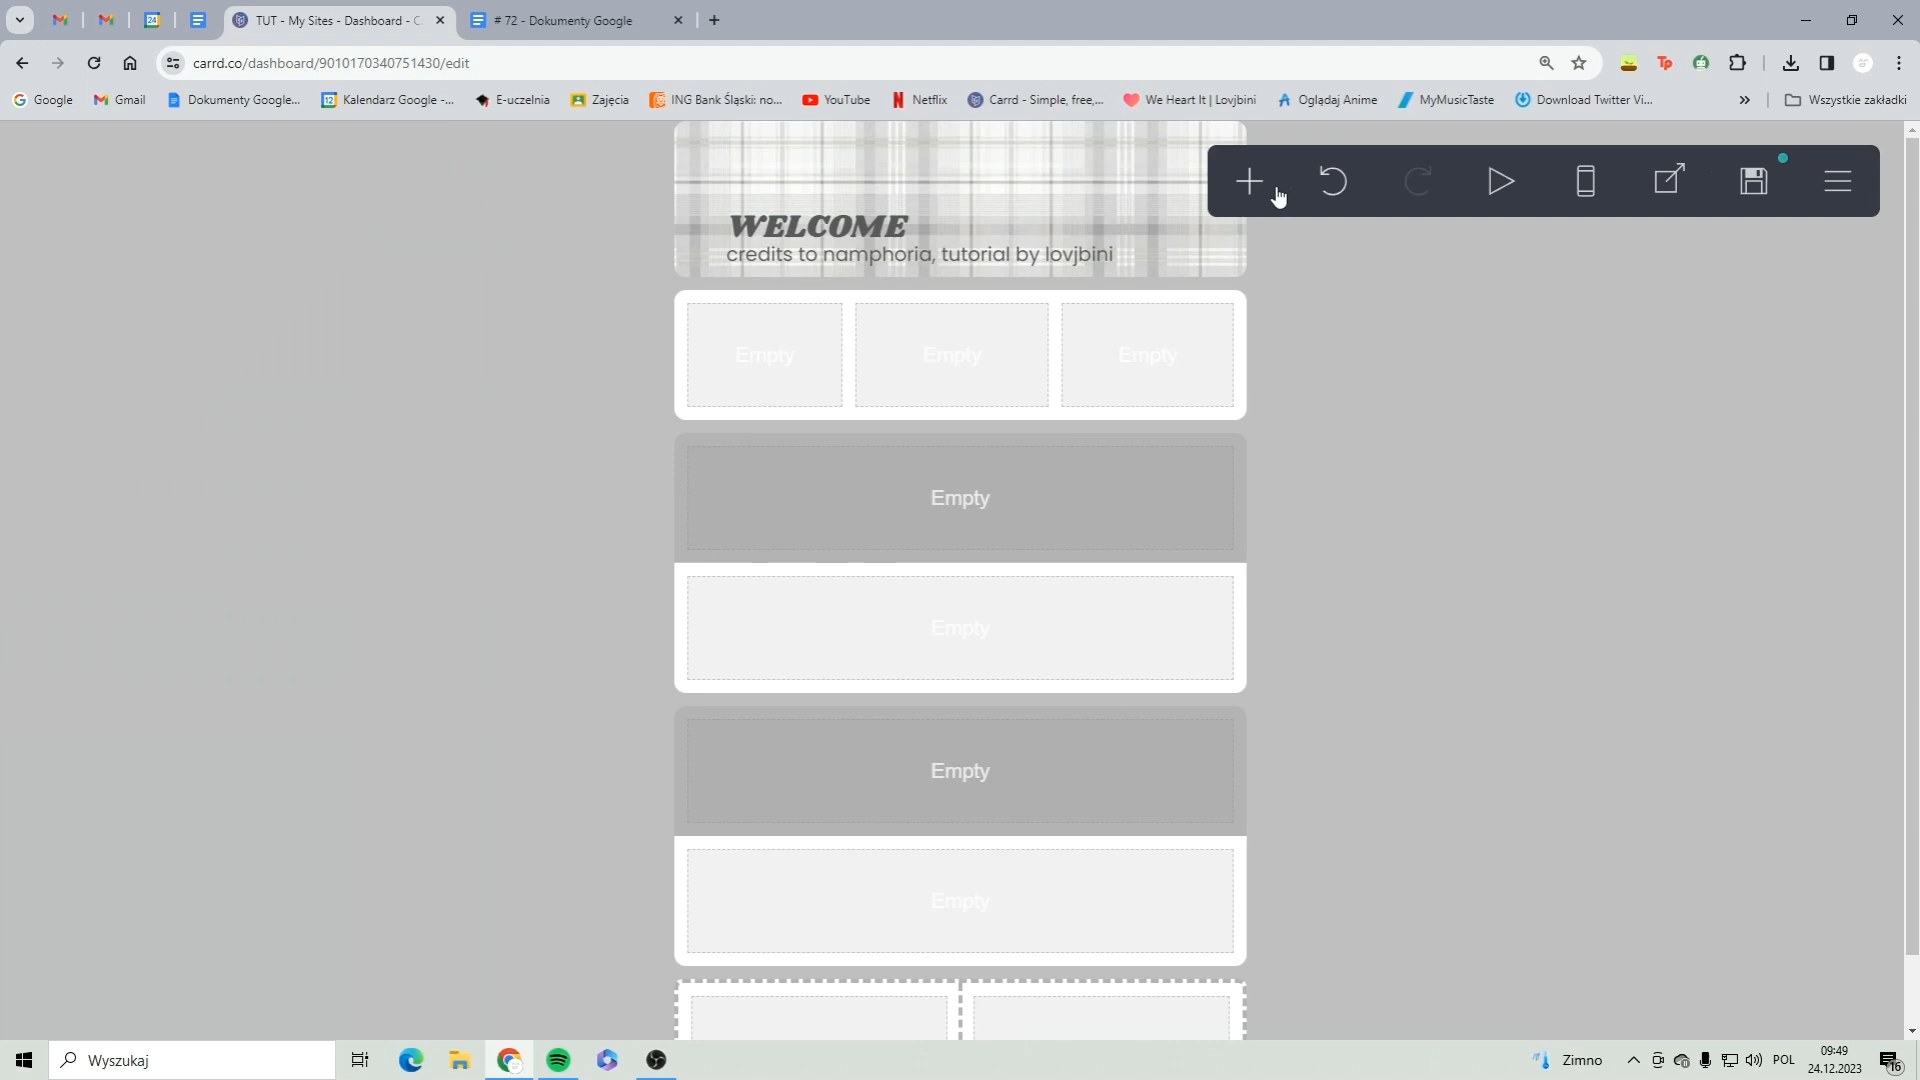 TUT - My Sites - Dashboard - C
# 72 - Dokumenty Google
carrd.co/dashboard/9010170340751430/edit
Google
Gmail
Dokumenty Google...
Kalendarz Google -...
E-uczelnia
Zajęcia
ING Bank Śląski: no...
YouTube
Netflix
Carrd - Simple, free,...
We Heart It | Lovjbini
Oglądaj Anime
MyMusicTaste
Download Twitter Vi...
»
Wszystkie zakładki
WELCOME
credits to namphoria, tutorial by lovjbini
Empty Empty Empty
Empty
Empty
Empty
Empty
Wyszukaj
Zimno
POL
09:49
24.12.2023
16